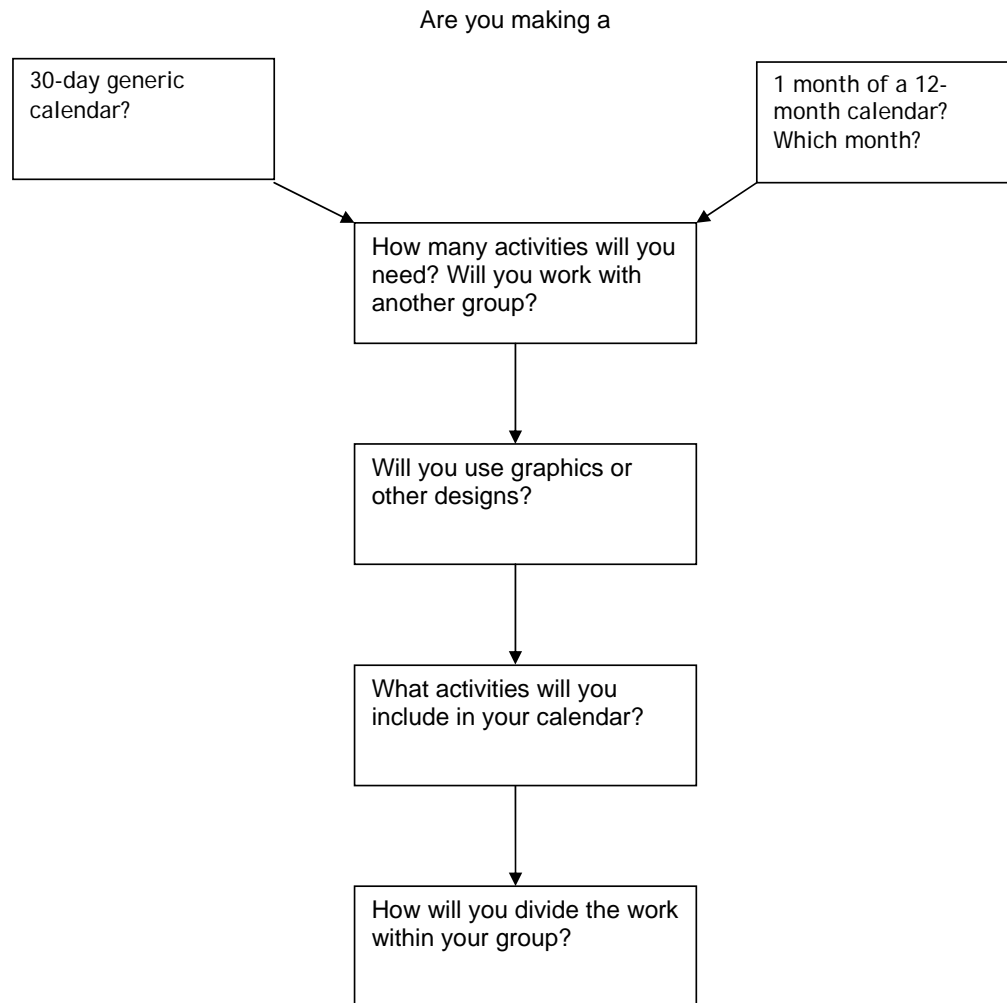 Are you making a
30-day generic
calendar?
1 month of a 12-
month calendar?
Which month?
How many activities will you
need? Will you work with
another group?
Will you use graphics or
other designs?
What activities will you
include in your calendar?
How will you divide the work
within your group?